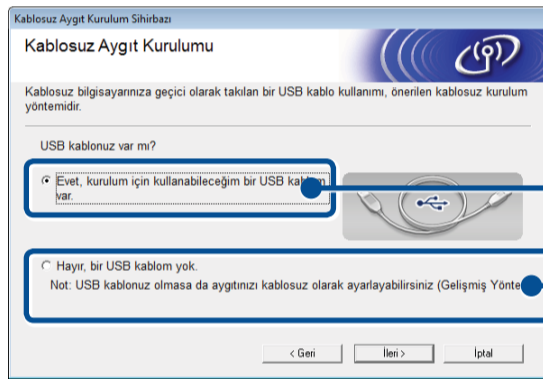 Kablosuz Aygıt Kurulum Sihirbazı
Kablosuz Aygıt Kurulumu
Kablosuz bilgisayarınıza geçici olarak takılan bir USB kablo kullanımı, önerilen kablosuz kurulum
yöntemidir.
USB kablonuz var mı?
Evet, kurulum için kullanabileceğim bir USB
var.
Hayır, bir USB kablom yok.
Not: USB kablonuz olmasa da aygıtınızı kablosuz olarak ayarlayabilirsiniz (Gelişmiş
< Geri
İleri >
İptal